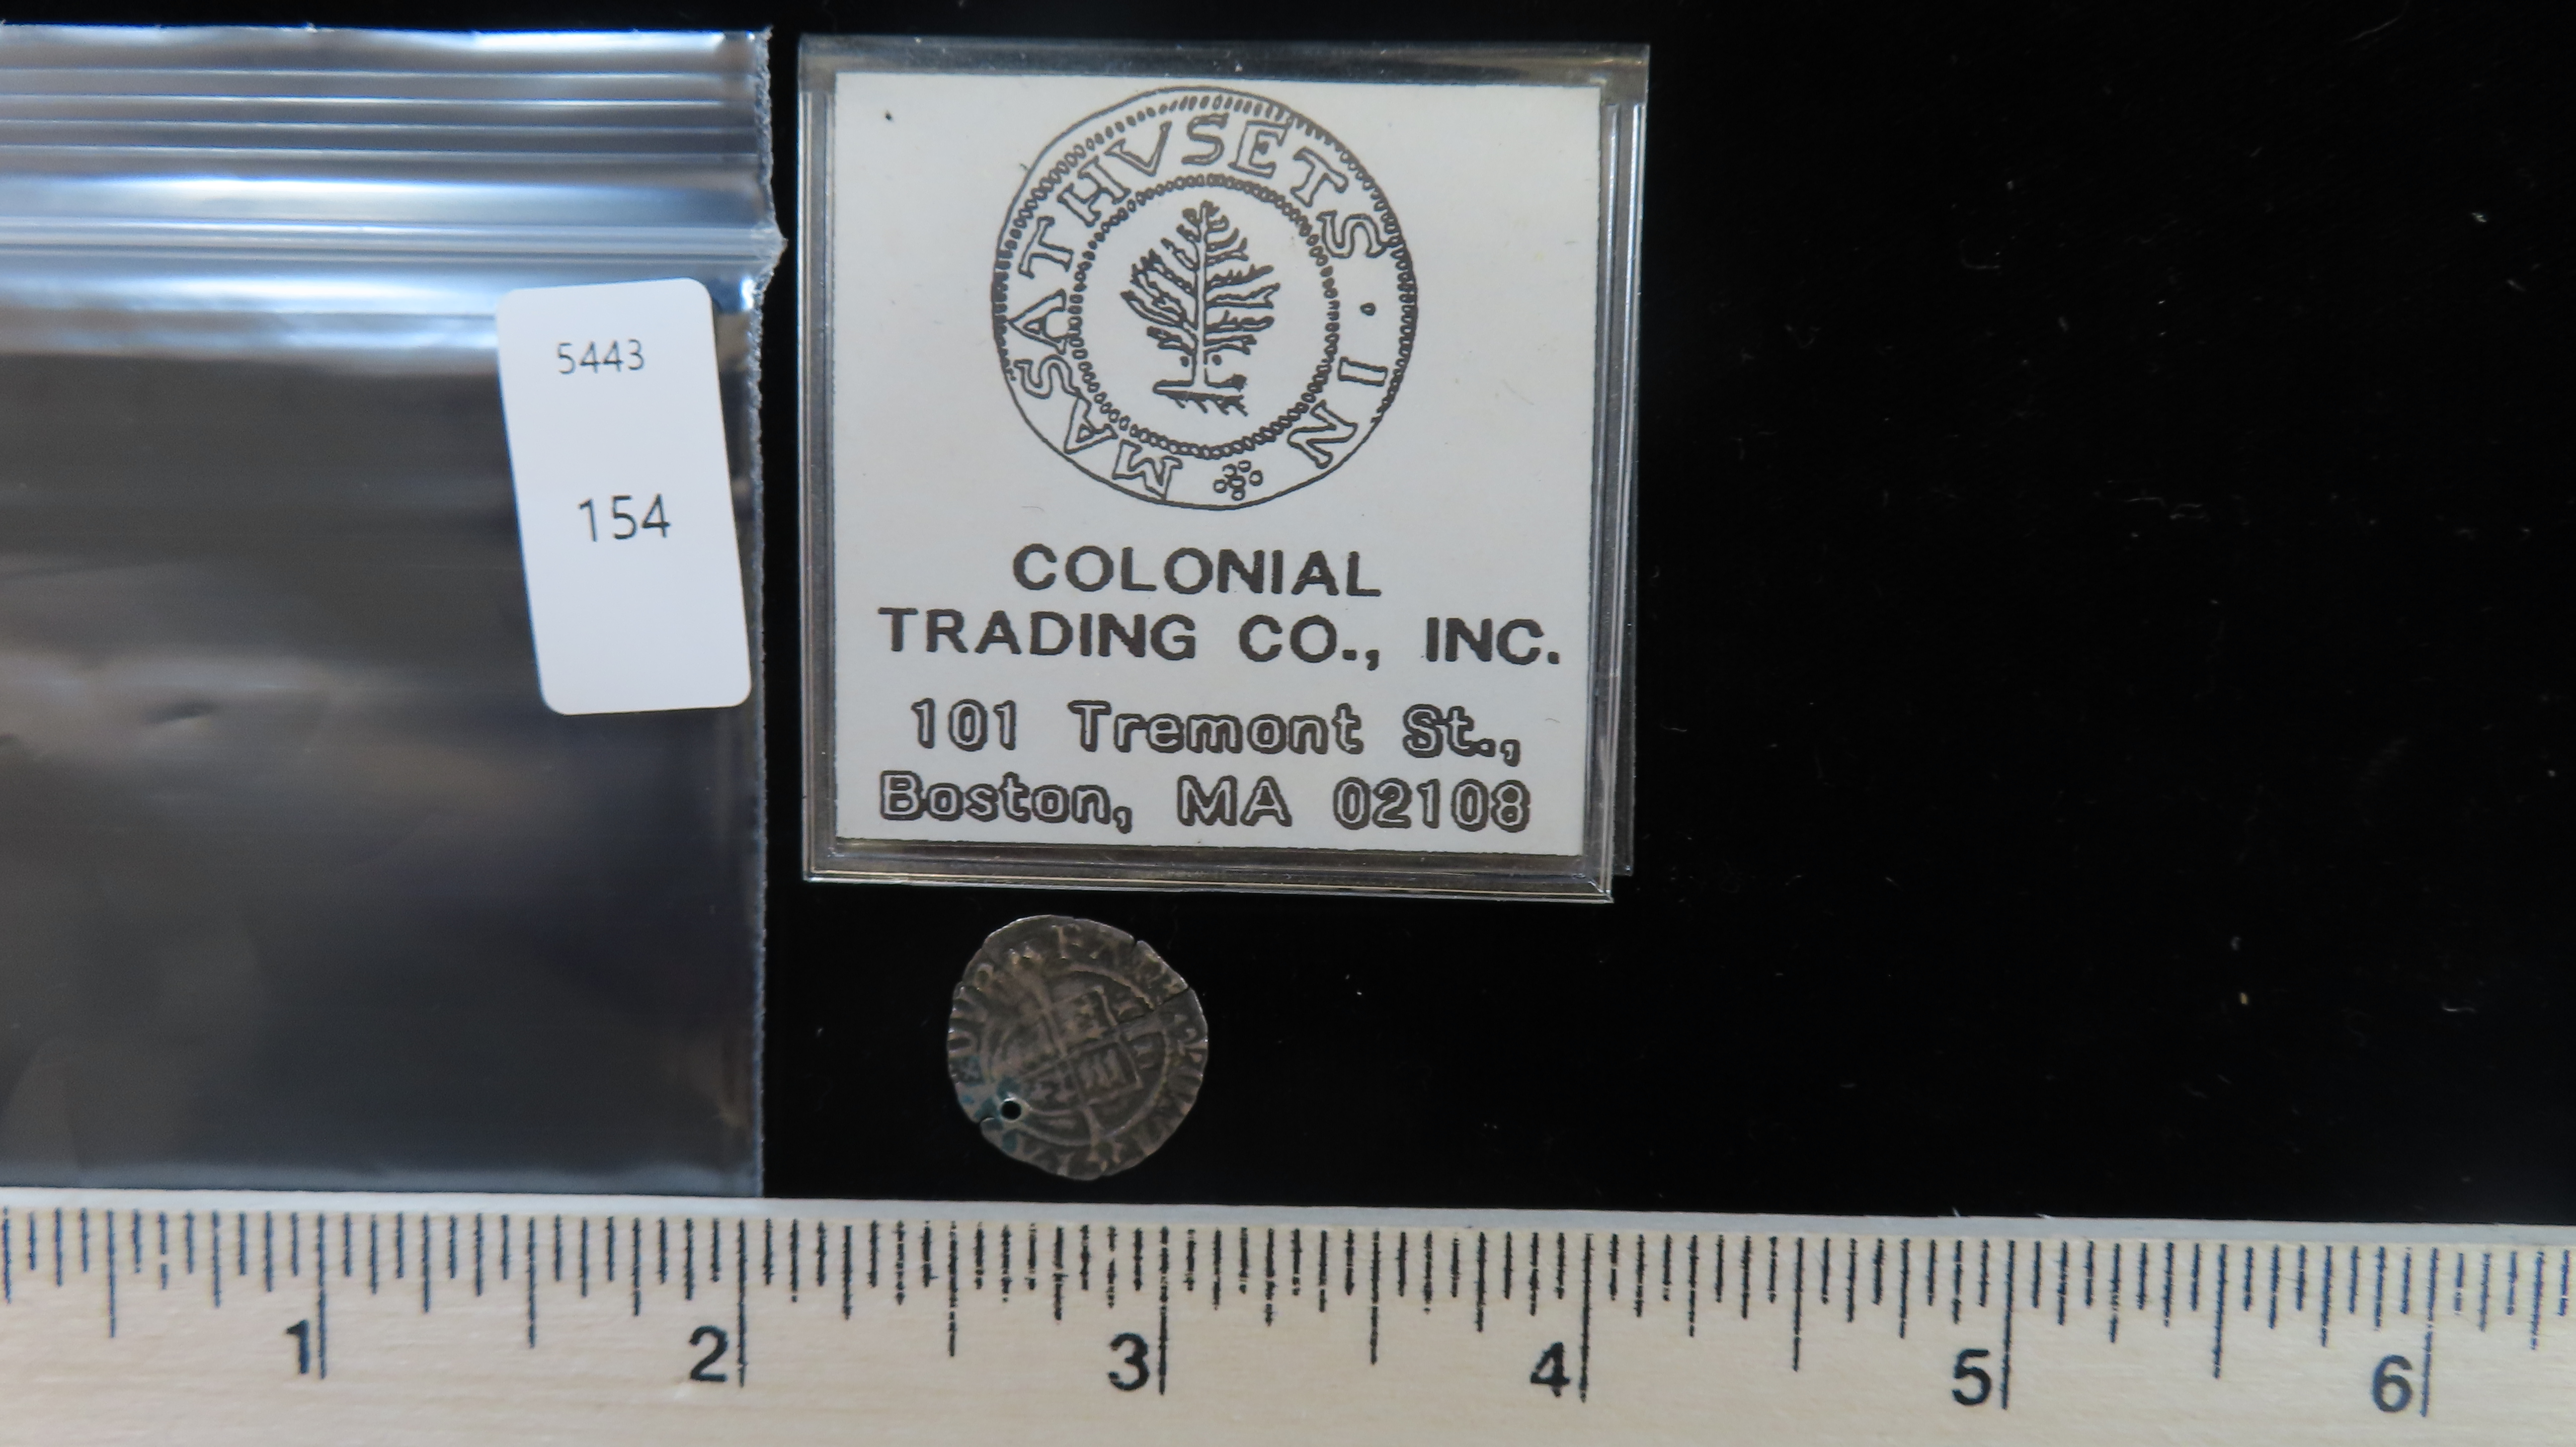 5443
154
MASATHVSETS · IN
COLONIAL
TRADING CO., INC.
101 Tremont St.,
Boston, MA 02108
1 2 3 4 5 6